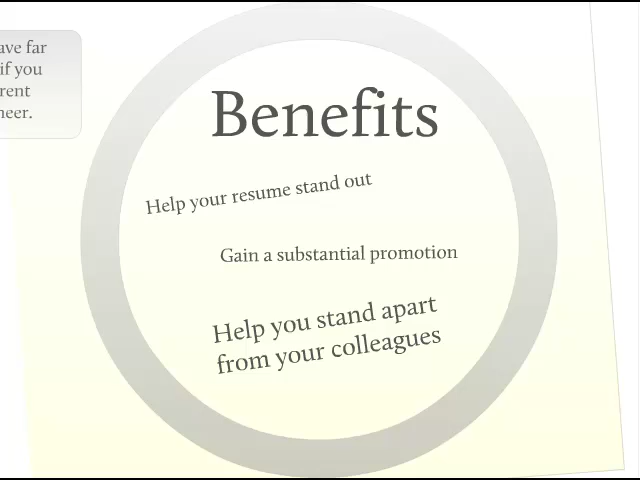 ave far
if you
rent
neer.
Benefits
Help your resume stand out
Gain a substantial promotion
Help you stand apart
from your colleagues